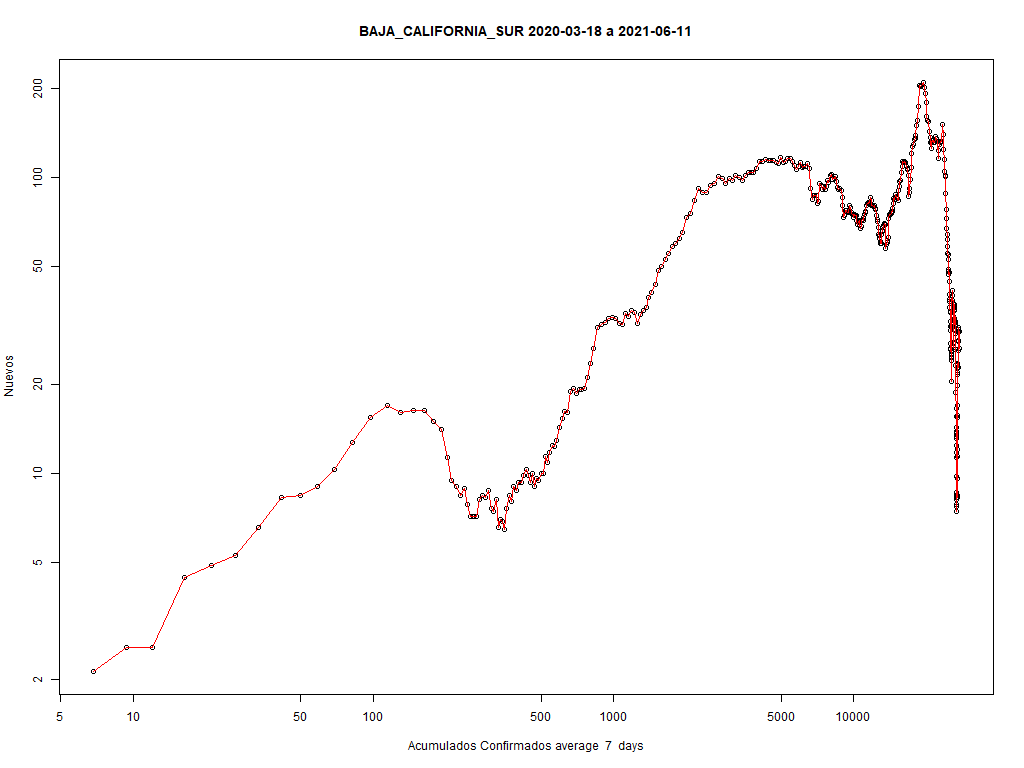 BAJA_CALIFORNIA_SUR 2020-03-18 a 2021-06-11
Nuevos
200
100
50
20
10
5
2
5 10 50 100 500 1000 5000 10000
Acumulados Confirmados average 7 days